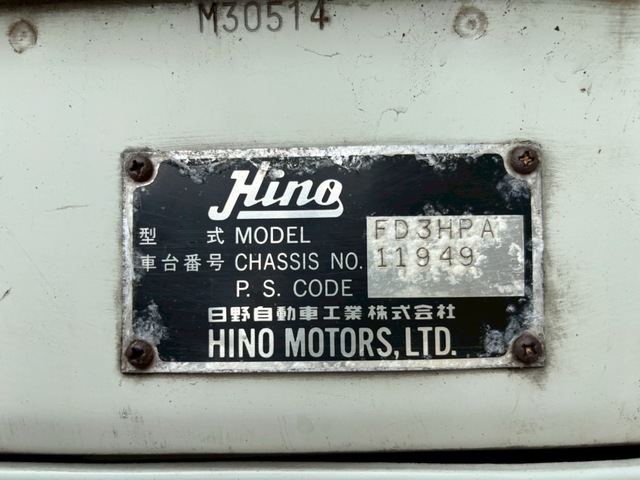 M30514
Hino
型 式 MODEL FD3HPA
車台番号 CHASSIS NO. 11949
P. S. CODE
日野自動車工業株式会社
HINO MOTORS, LTD.